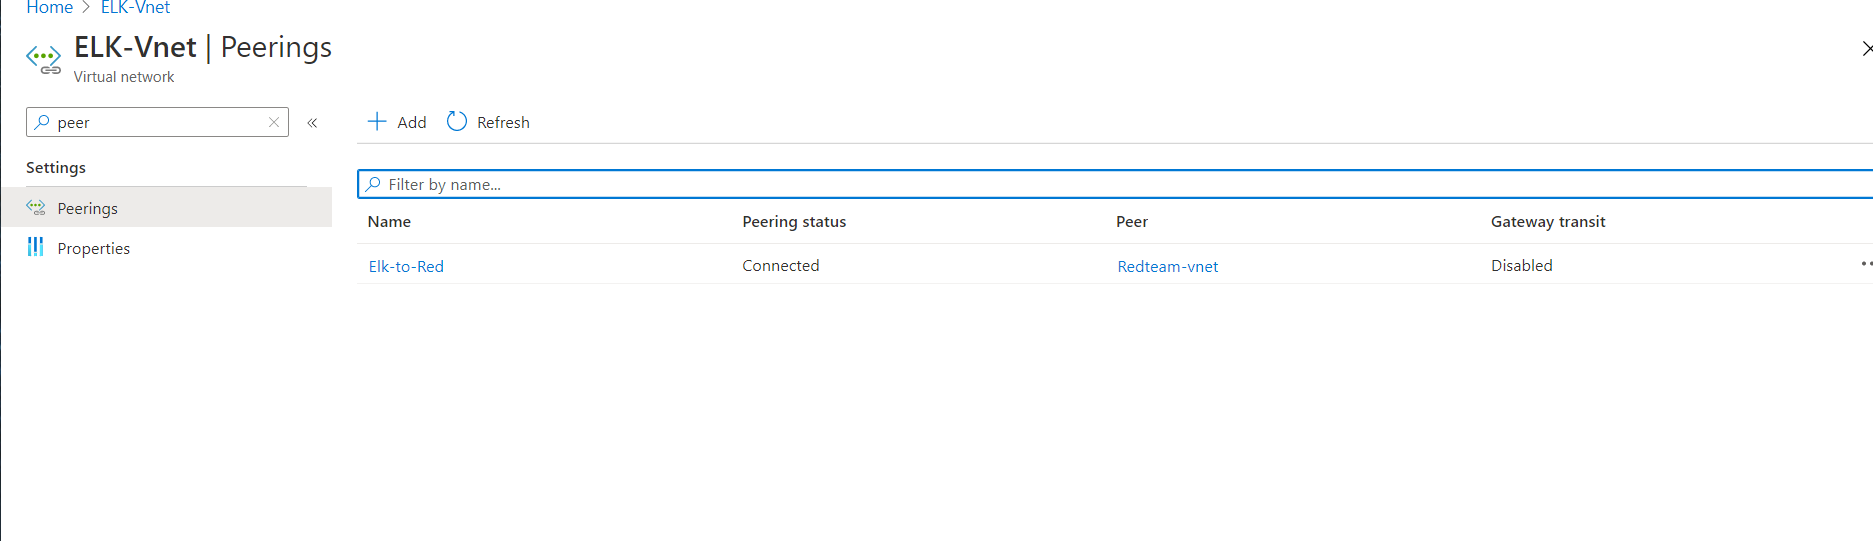 Home > ELK-Vnet
ELK-Vnet | Peerings
Virtual network
peer
«
Add
Refresh
Settings
Filter by name...
Peerings
Properties
Name Peering status Peer Gateway transit
Elk-to-Red Connected Redteam-vnet Disabled